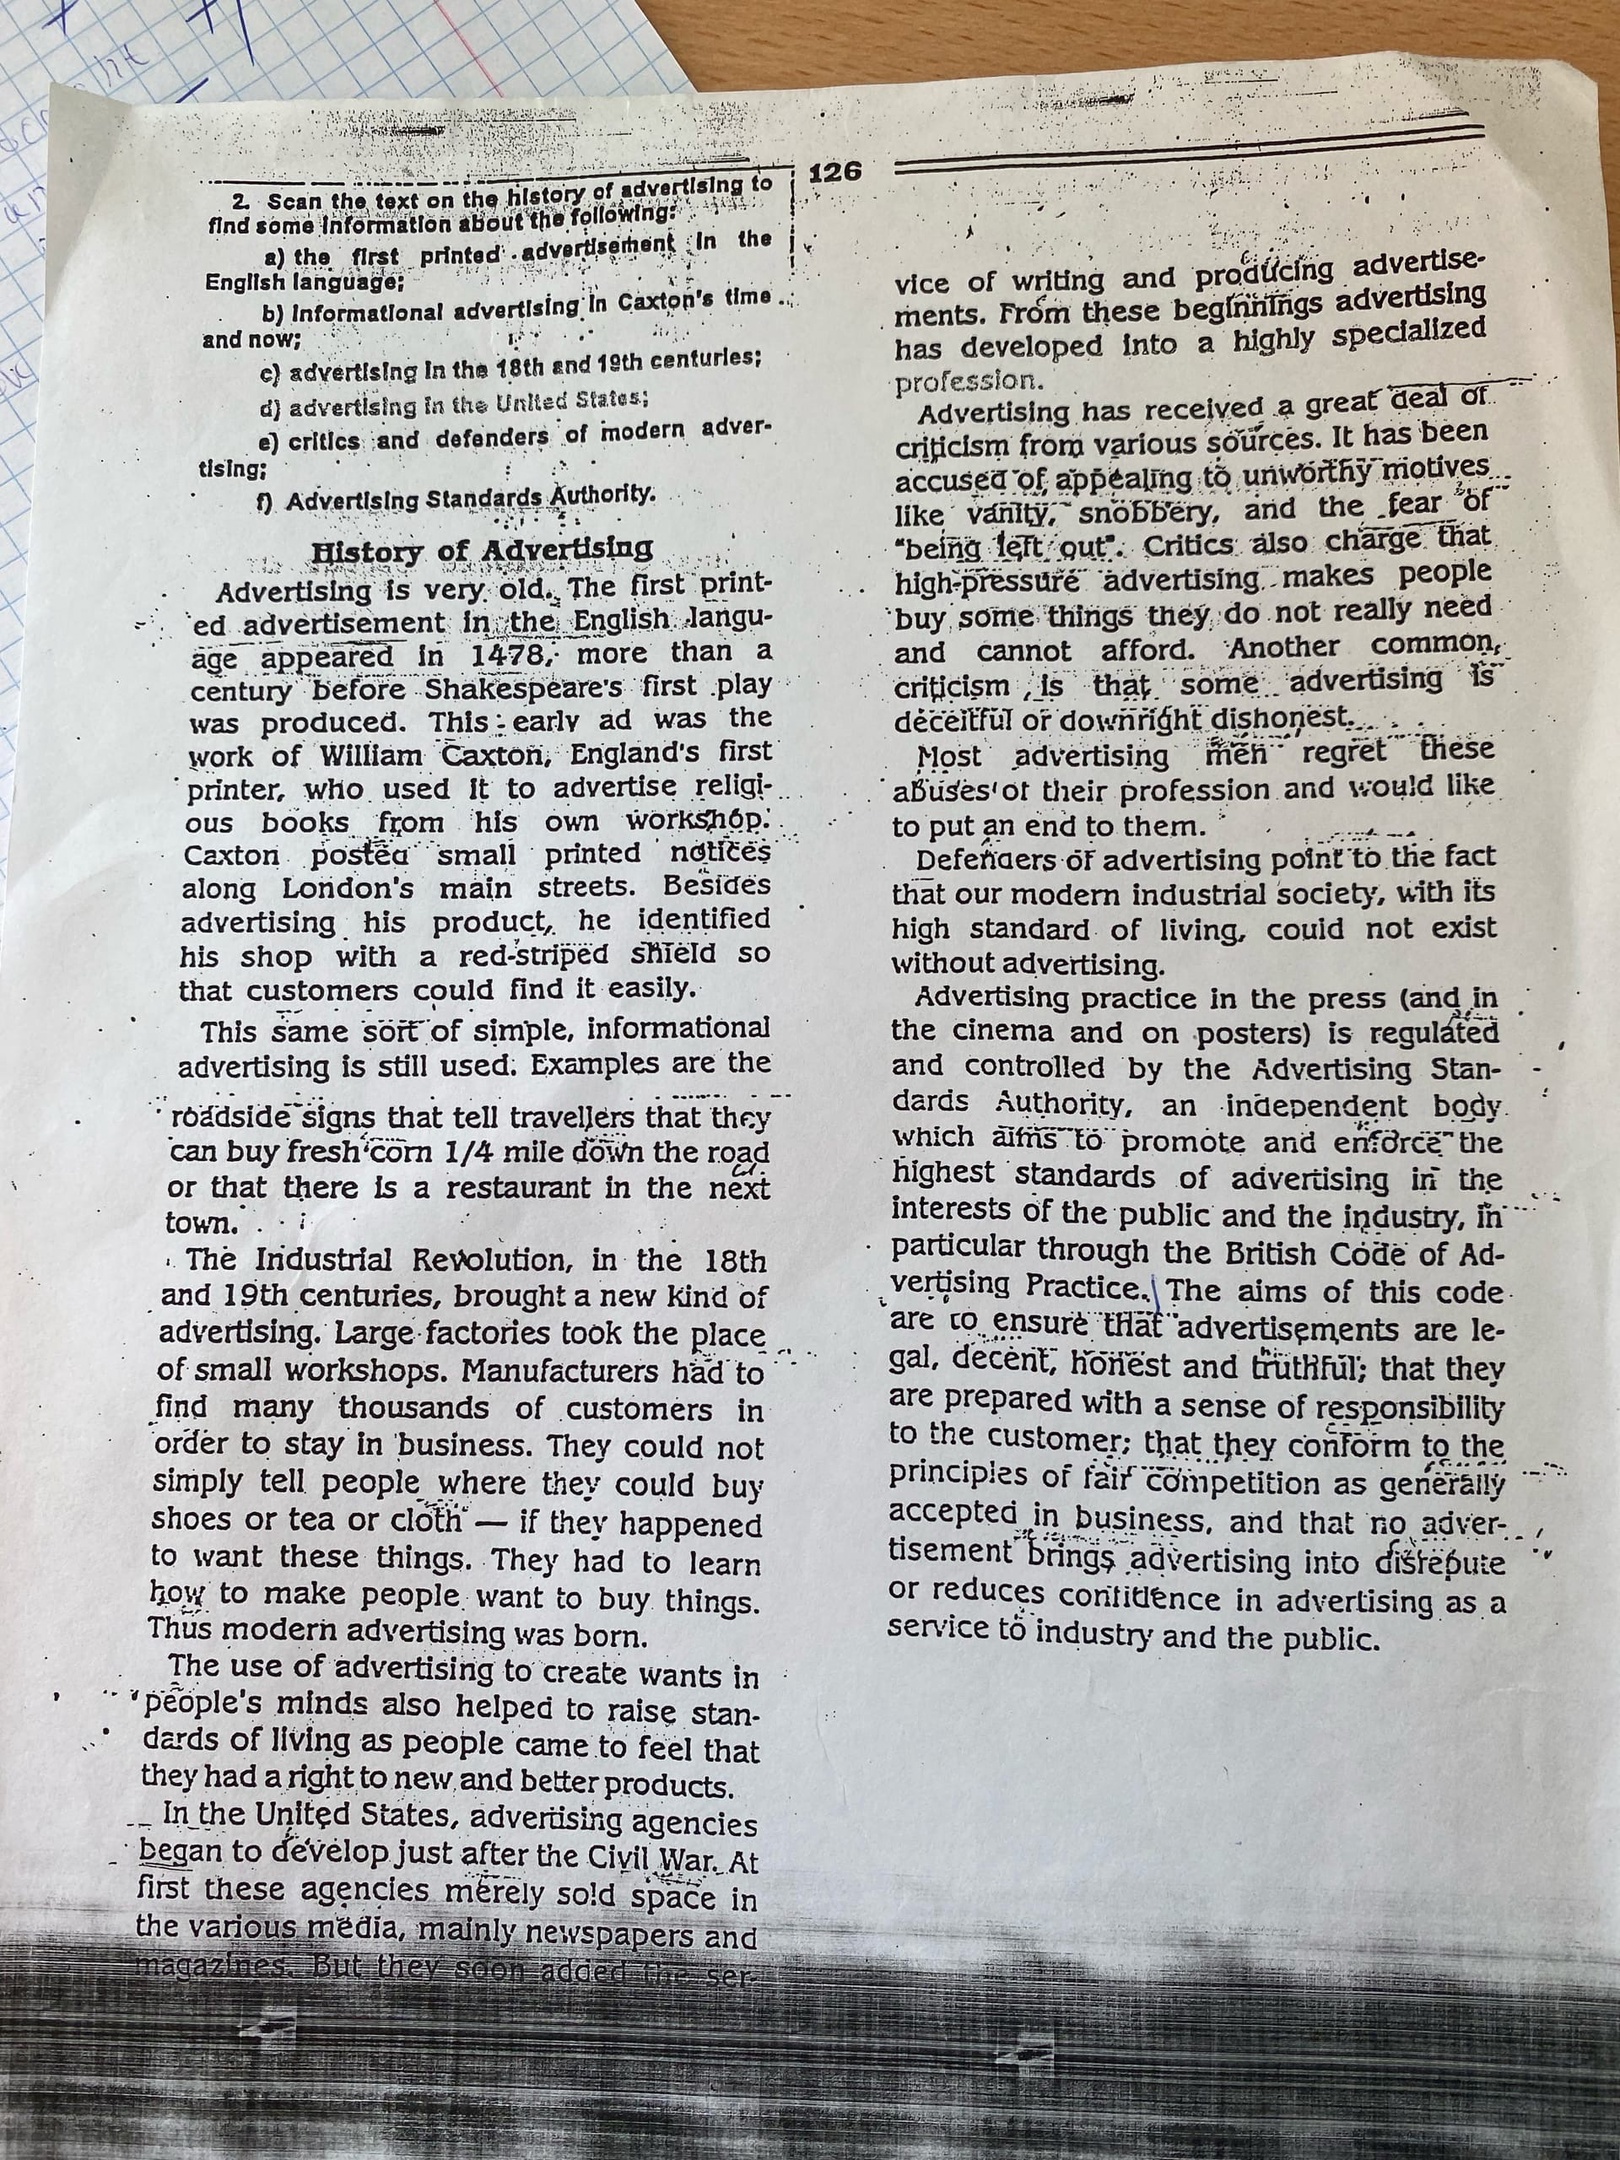 126
2. Scan the text on the history of advertising to
find some information about the following:
a) the first printed advertisement in the
English language;
b) informational advertising in Caxton's time
and now;
c) advertising in the 18th and 19th centuries;
d) advertising in the United States;
e) critics and defenders of modern adver-
tising;
f) Advertising Standards Authority.
History of Advertising
Advertising is very old. The first print-
ed advertisement in the English langu-
age appeared in 1478, more than a
century before Shakespeare's first play
was produced. This early ad was the
work of William Caxton, England's first
printer, who used it to advertise religi-
ous books from his own workshop.
Caxton posted small printed notices
along London's main streets. Besides
advertising his product, he identified
his shop with a red-striped shield so
that customers could find it easily.
This same sort of simple, informational
advertising is still used. Examples are the
roadside signs that tell travellers that they
can buy fresh corn 1/4 mile down the road
or that there is a restaurant in the next
town.
The Industrial Revolution, in the 18th
and 19th centuries, brought a new kind of
advertising. Large factories took the place
of small workshops. Manufacturers had to
find many thousands of customers in
order to stay in business. They could not
simply tell people where they could buy
shoes or tea or cloth — if they happened
to want these things. They had to learn
how to make people want to buy things.
Thus modern advertising was born.
The use of advertising to create wants in
people's minds also helped to raise stan-
dards of living as people came to feel that
they had a right to new and better products.
In the United States, advertising agencies
began to develop just after the Civil War. At
first these agencies merely sold space in
the various media, mainly newspapers and
magazines. But they soon added the ser-
vice of writing and producing advertise-
ments. From these beginnings advertising
has developed into a highly specialized
profession.
Advertising has received a great deal of
criticism from various sources. It has been
accused of appealing to unworthy motives
like vanity, snobbery, and the fear of
"being left out". Critics also charge that
high-pressure advertising makes people
buy some things they do not really need
and cannot afford. Another common
criticism is that some advertising is
deceitful or downright dishonest.
Most advertising men regret these
abuses of their profession and would like
to put an end to them.
Defenders of advertising point to the fact
that our modern industrial society, with its
high standard of living, could not exist
without advertising.
Advertising practice in the press (and in
the cinema and on posters) is regulated
and controlled by the Advertising Stan-
dards Authority, an independent body
which aims to promote and enforce the
highest standards of advertising in the
interests of the public and the industry, in
particular through the British Code of Ad-
vertising Practice. The aims of this code
are to ensure that advertisements are le-
gal, decent, honest and truthful; that they
are prepared with a sense of responsibility
to the customer; that they conform to the
principles of fair competition as generally
accepted in business, and that no adver-
tisement brings advertising into disrepute
or reduces confidence in advertising as a
service to industry and the public.